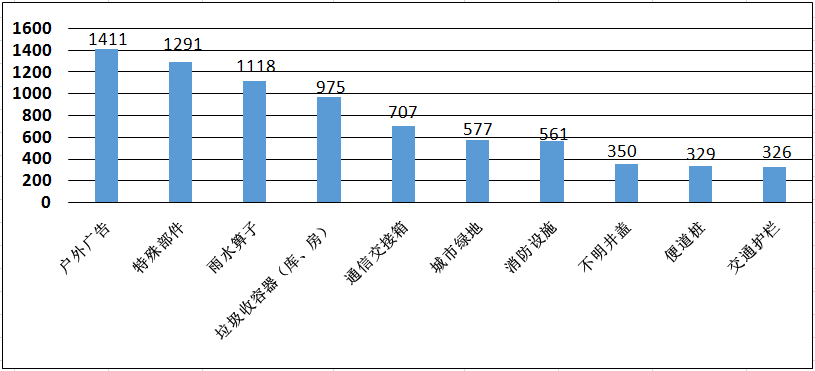 1600
1400
1200
1000
800
600
400
200
0
1411
1291
1118
975
707
577
561
350
329
326
户外广告
特殊部件
雨水箅子
垃圾收容器（库、房）
通信交接箱
城市绿地
消防设施
不明井盖
便道桩
交通护栏